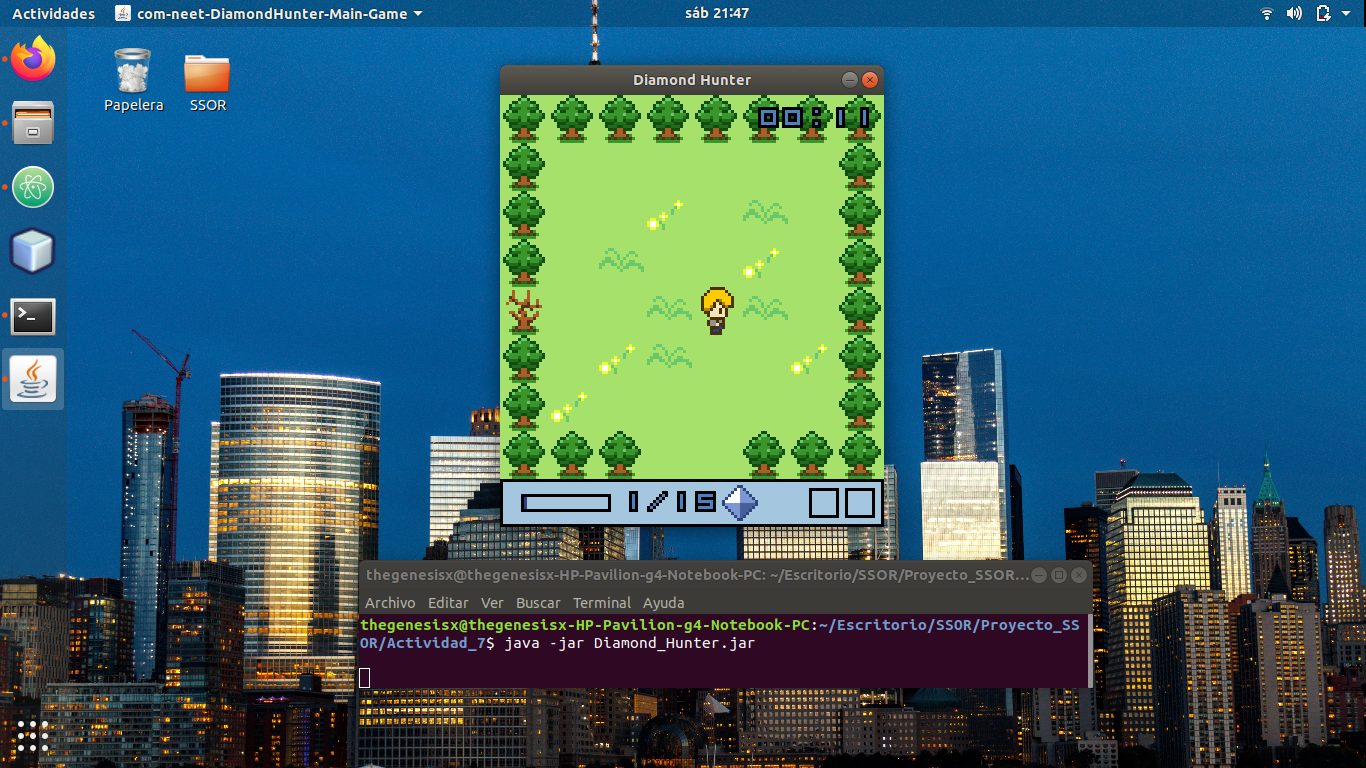 Actividades com-neet-DiamondHunter-Main-Game sáb 21:47
Papelera SSOR
Diamond Hunter
00:11
1/15
thegenesisx@thegenesisx-HP-Pavilion-g4-Notebook-PC: ~/Escritorio/SSOR/Proyecto_SSOR...
Archivo Editar Ver Buscar Terminal Ayuda
thegenesisx@thegenesisx-HP-Pavilion-g4-Notebook-PC:~/Escritorio/SSOR/Proyecto_SS
OR/Actividad_7$ java -jar Diamond_Hunter.jar